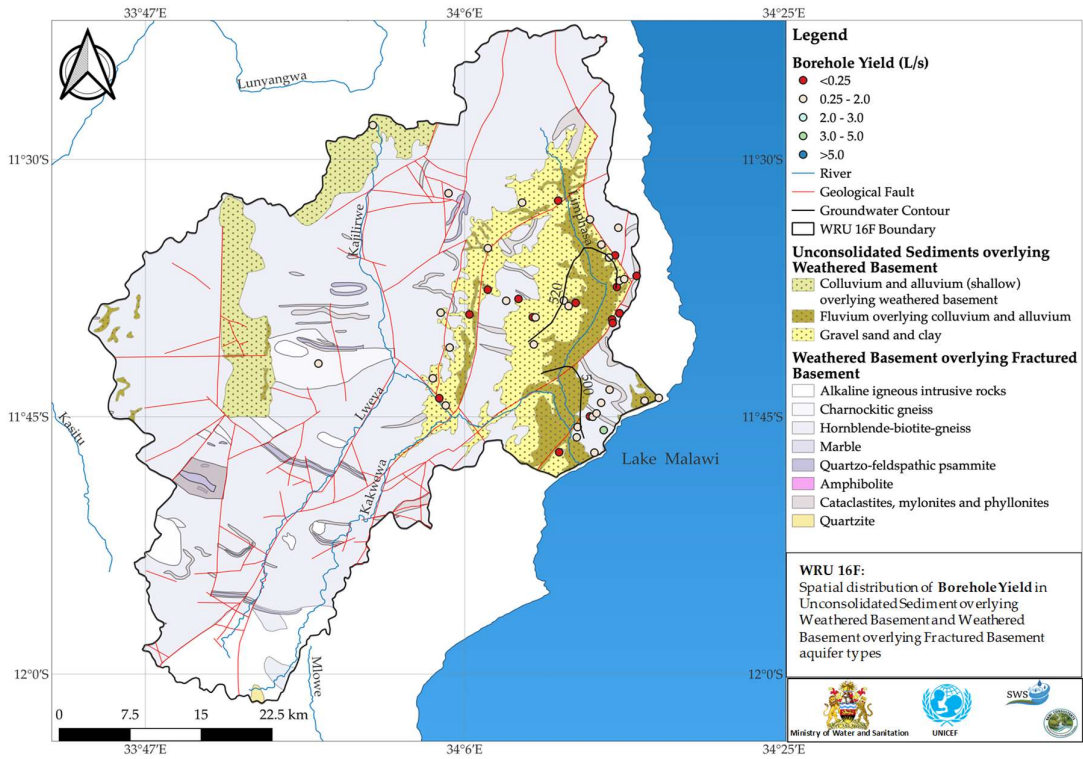 33°47'E
34°6'E
34°25'E
Lunyangwa
11°30'S
11°30'S
Kajilirwe
Limphasa
520
500
11°45'S
11°45'S
Kasitu
Lweya
Kakwewa
Lake Malawi
12°0'S
12°0'S
Mlowe
0 7.5 15 22.5 km
33°47'E
34°6'E
34°25'E
Legend
Borehole Yield (L/s)
<0.25
0.25 - 2.0
2.0 - 3.0
3.0 - 5.0
>5.0
River
Geological Fault
Groundwater Contour
WRU 16F Boundary
Unconsolidated Sediments overlying
Weathered Basement
Colluvium and alluvium (shallow)
overlying weathered basement
Fluvium overlying colluvium and alluvium
Gravel sand and clay
Weathered Basement overlying Fractured
Basement
Alkaline igneous intrusive rocks
Charnockitic gneiss
Hornblende-biotite-gneiss
Marble
Quartzo-feldspathic psammite
Amphibolite
Cataclastites, mylonites and phyllonites
Quartzite
WRU 16F:
Spatial distribution of Borehole Yield in
Unconsolidated Sediment overlying
Weathered Basement and Weathered
Basement overlying Fractured Basement
aquifer types
Ministry of Water and Sanitation
UNICEF
SWS